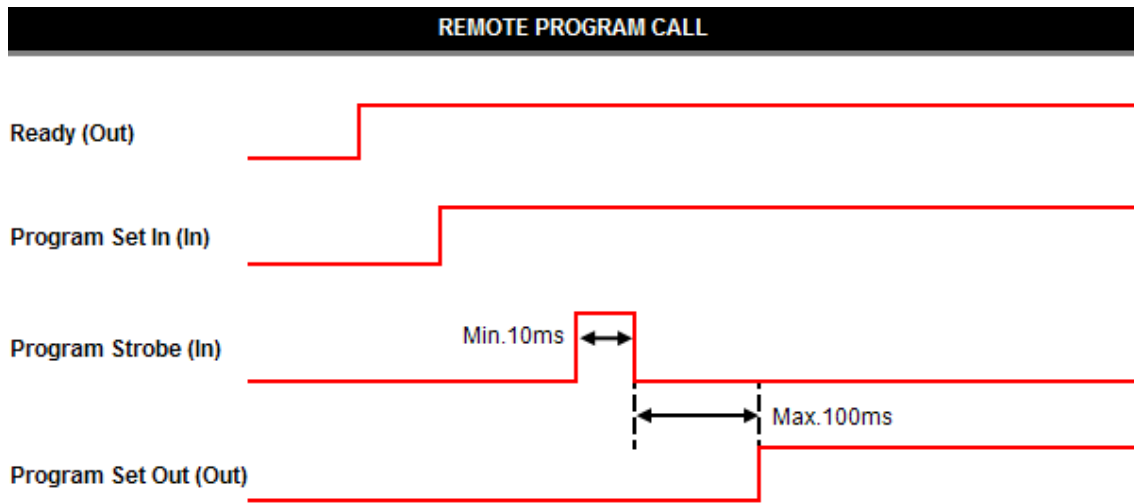 REMOTE PROGRAM CALL
Ready (Out)
Program Set In (In)
Min.10ms
Program Strobe (In)
Max.100ms
Program Set Out (Out)